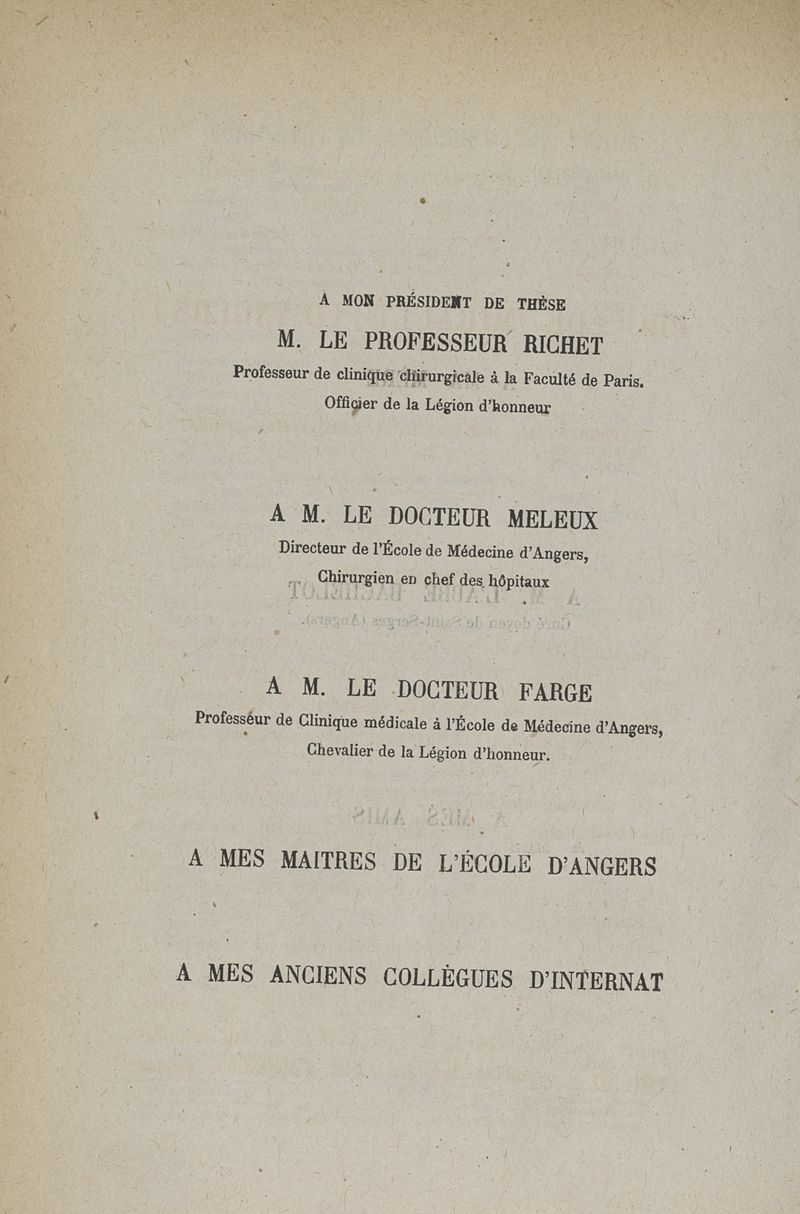 A MON PRÉSIDENT DE THÈSE
M. LE PROFESSEUR RICHET
Professeur de clinique chirurgicale à la Faculté de Paris.
Officier de la Légion d'honneur
A M. LE DOCTEUR MELEUX
Directeur de l'École de Médecine d'Angers,
Chirurgien en chef des hôpitaux
A M. LE DOCTEUR FARGE
Professeur de Clinique médicale à l'École de Médecine d'Angers,
Chevalier de la Légion d'honneur.
A MES MAITRES DE L'ÉCOLE D'ANGERS
A MES ANCIENS COLLÈGUES D'INTERNAT